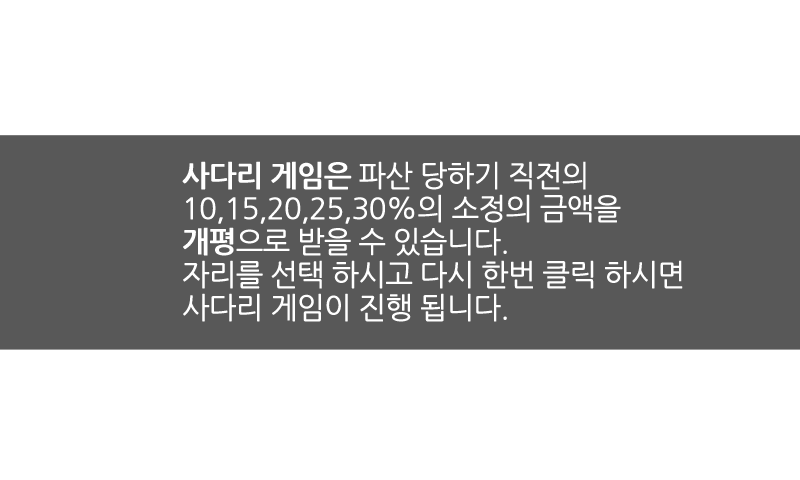 사다리 게임은 파산 당하기 직전의
10,15,20,25,30%의 소정의 금액을
개평으로 받을 수 있습니다.
자리를 선택 하시고 다시 한번 클릭 하시면
사다리 게임이 진행 됩니다.